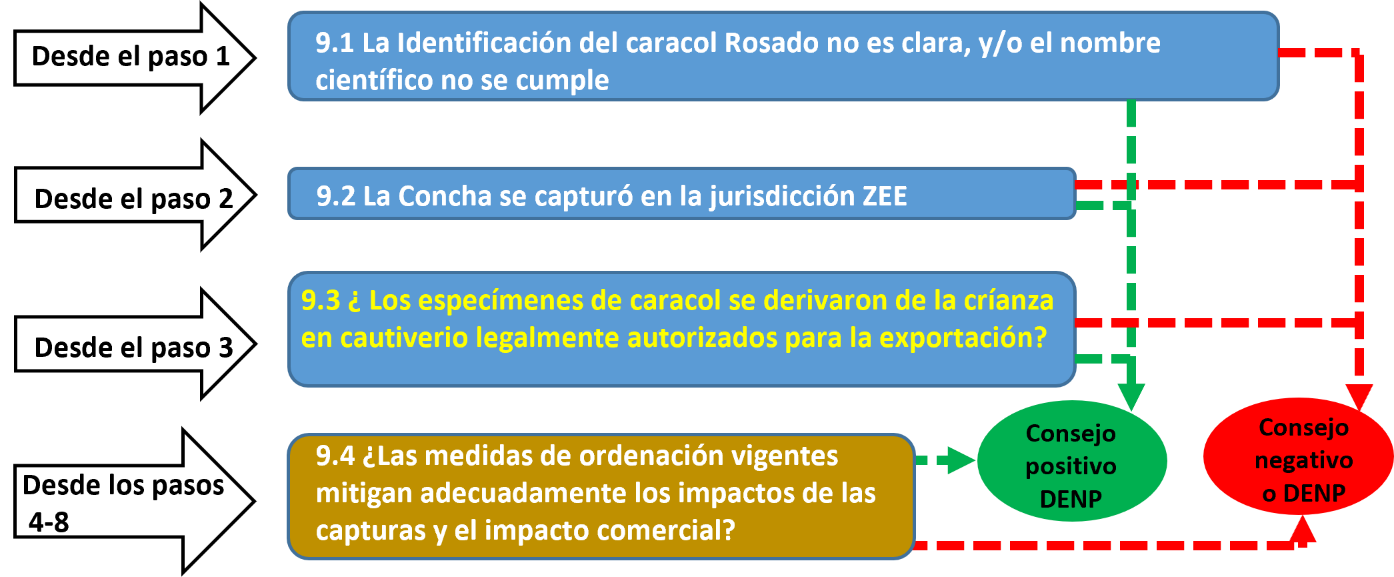 Desde el paso 1
9.1 La Identificación del caracol Rosado no es clara, y/o el nombre
científico no se cumple
Desde el paso 2
9.2 La Concha se capturó en la jurisdicción ZEE
Desde el paso 3
9.3 ¿ Los especímenes de caracol se derivaron de la críanza
en cautiverio legalmente autorizados para la exportación?
Desde los pasos
4-8
9.4 ¿Las medidas de ordenación vigentes
mitigan adecuadamente los impactos de las
capturas y el impacto comercial?
Consejo
positivo
DENP
Consejo
negativo
o DENP